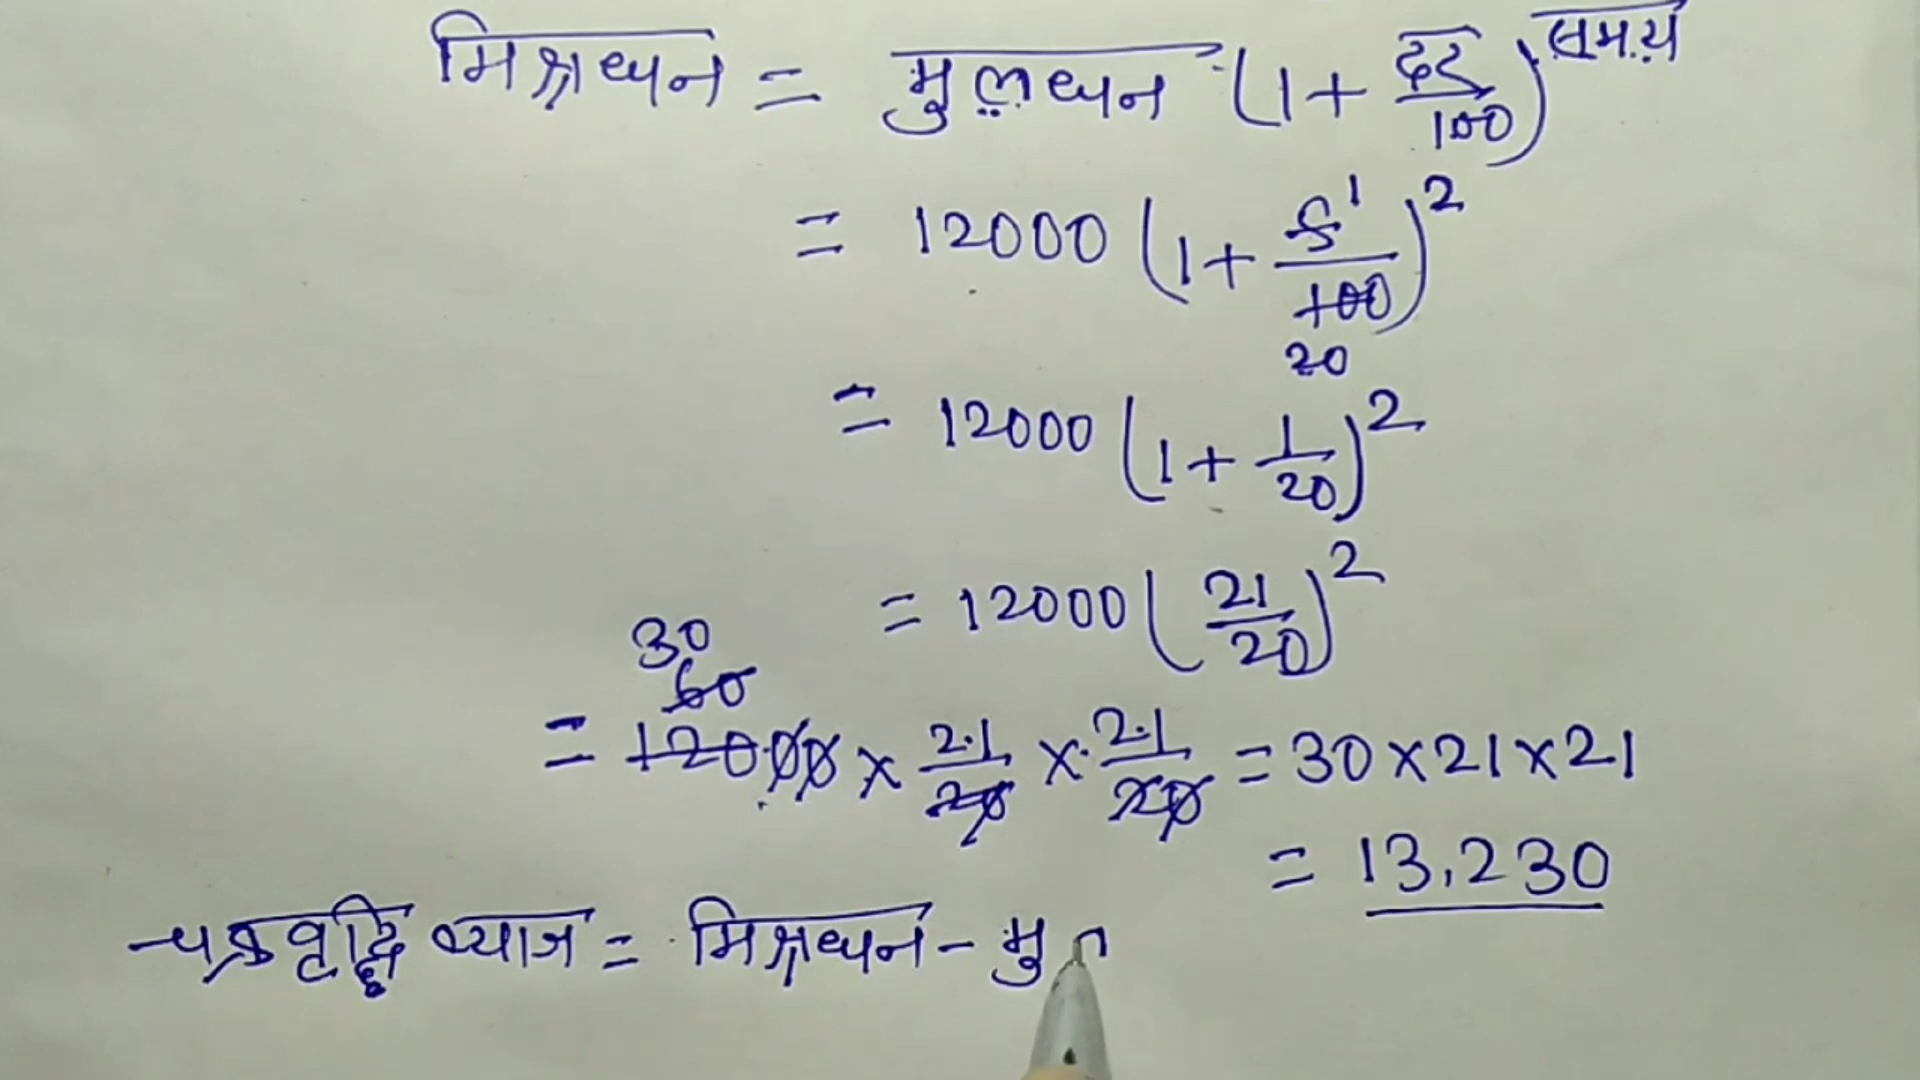 मिश्रधन = मुलधन (1 + दर/100)^समय
= 12000 (1 + 5/100)^2
1
20
= 12000 (1 + 1/20)^2
= 12000 (21/20)^2
30
60
= 12000 × 21/20 × 21/20 = 30 × 21 × 21
= 13,230
चक्रवृद्धि ब्याज = मिश्रधन - मु